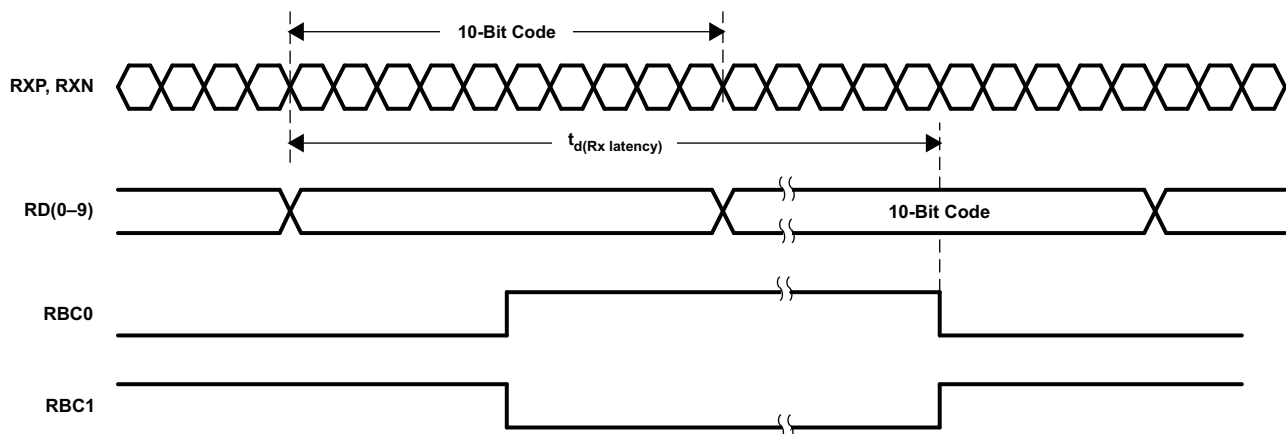 10-Bit Code
RXP, RXN
td(Rx latency)
RD(0–9)
10-Bit Code
RBC0
RBC1